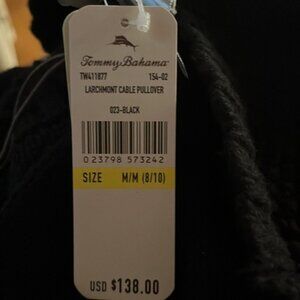 Tommy Bahama
TW411877 154-02
LARCHMONT CABLE PULLOVER
023-BLACK
0 23798 573242
SIZE M/M (8/10)
USD $138.00